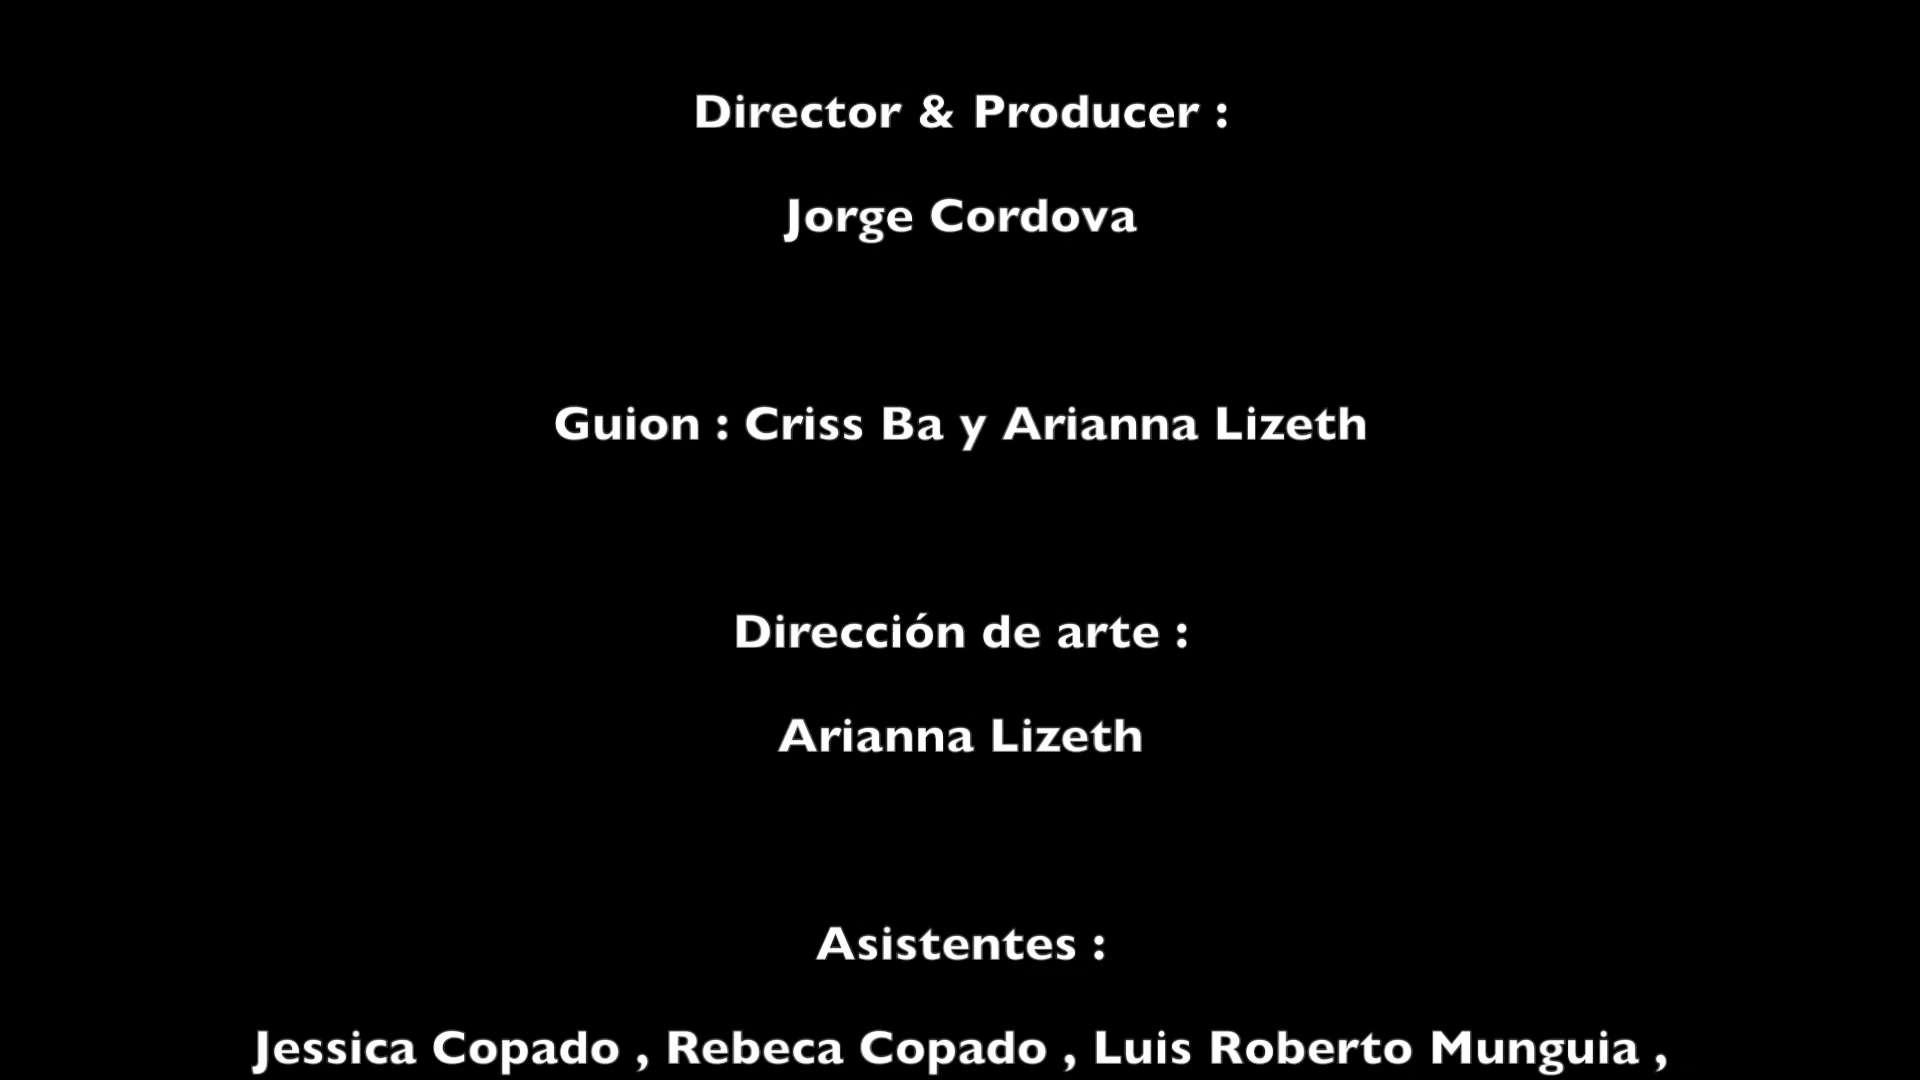 Director & Producer :
Jorge Cordova
Guion : Criss Ba y Arianna Lizeth
Dirección de arte :
Arianna Lizeth
Asistentes :
Jessica Copado , Rebeca Copado , Luis Roberto Munguia ,